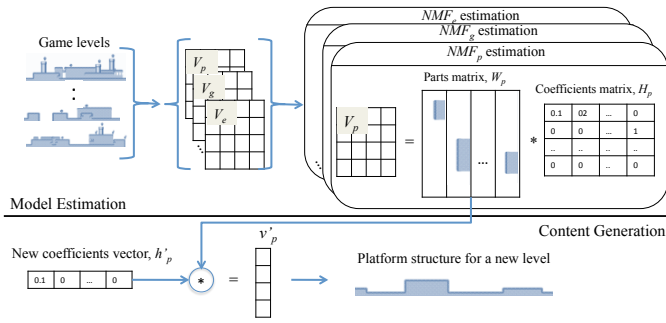 Game levels
V_p
V_g
V_e
NMF_e estimation
NMF_g estimation
NMF_p estimation
Parts matrix, W_p
Coefficients matrix, H_p
V_p
=
...
*
0.1 02 ... 0
0 0 ... 1
.. .. .. ..
0 0 ... 0
Model Estimation
Content Generation
New coefficients vector, h'_p
0.1 0 ... 0
*
=
v'_p
Platform structure for a new level